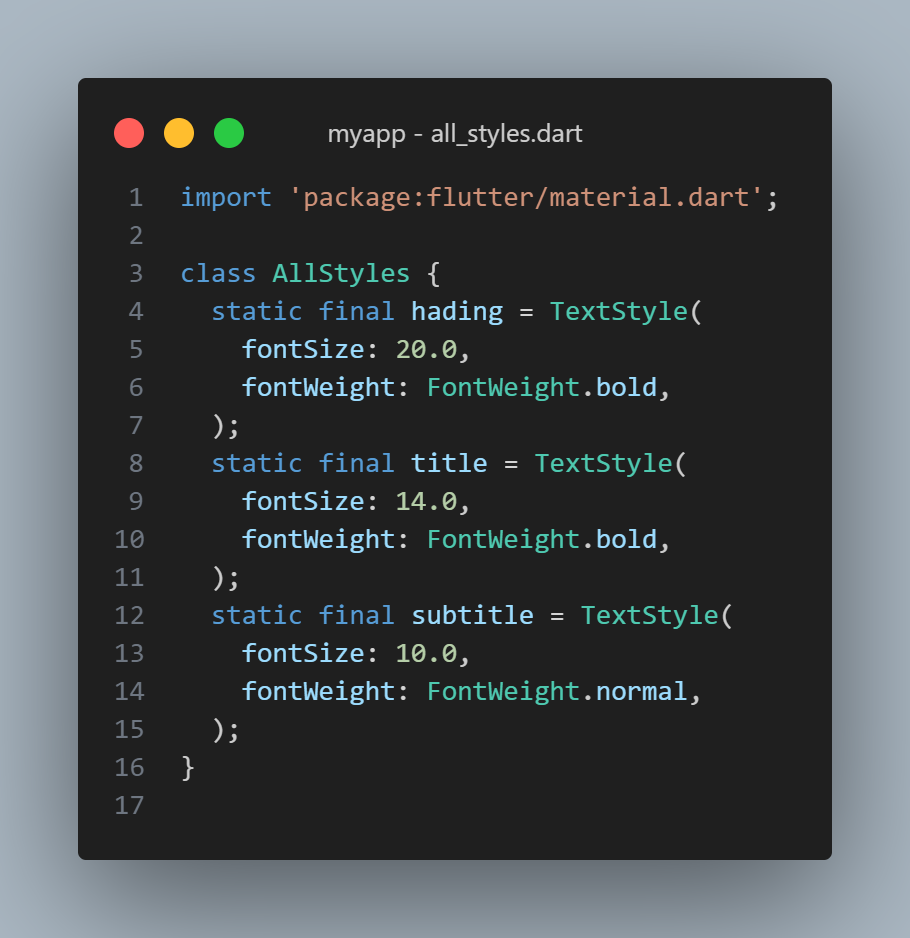 myapp - all_styles.dart
1 import 'package:flutter/material.dart';
2
3 class AllStyles {
4   static final hading = TextStyle(
5     fontSize: 20.0,
6     fontWeight: FontWeight.bold,
7   );
8   static final title = TextStyle(
9     fontSize: 14.0,
10     fontWeight: FontWeight.bold,
11   );
12   static final subtitle = TextStyle(
13     fontSize: 10.0,
14     fontWeight: FontWeight.normal,
15   );
16 }
17